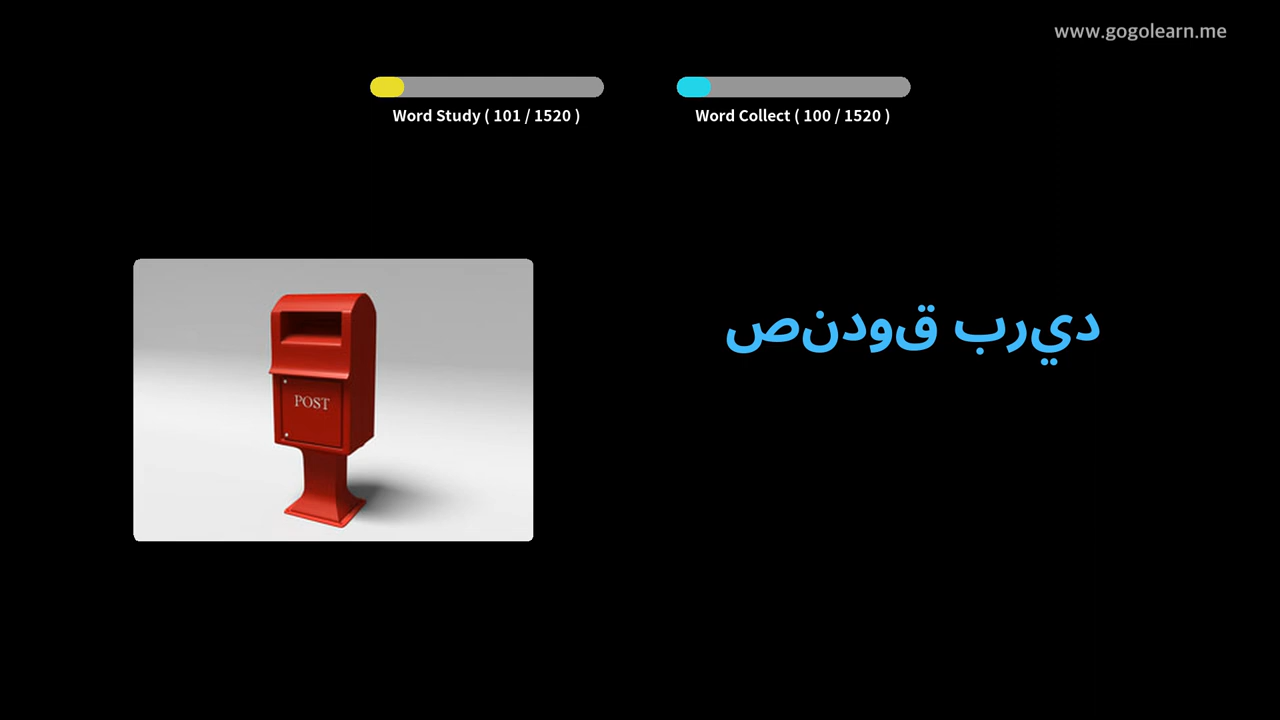 www.gogolearn.me
Word Study ( 101 / 1520 )
Word Collect ( 100 / 1520 )
POST
صندوق بريد